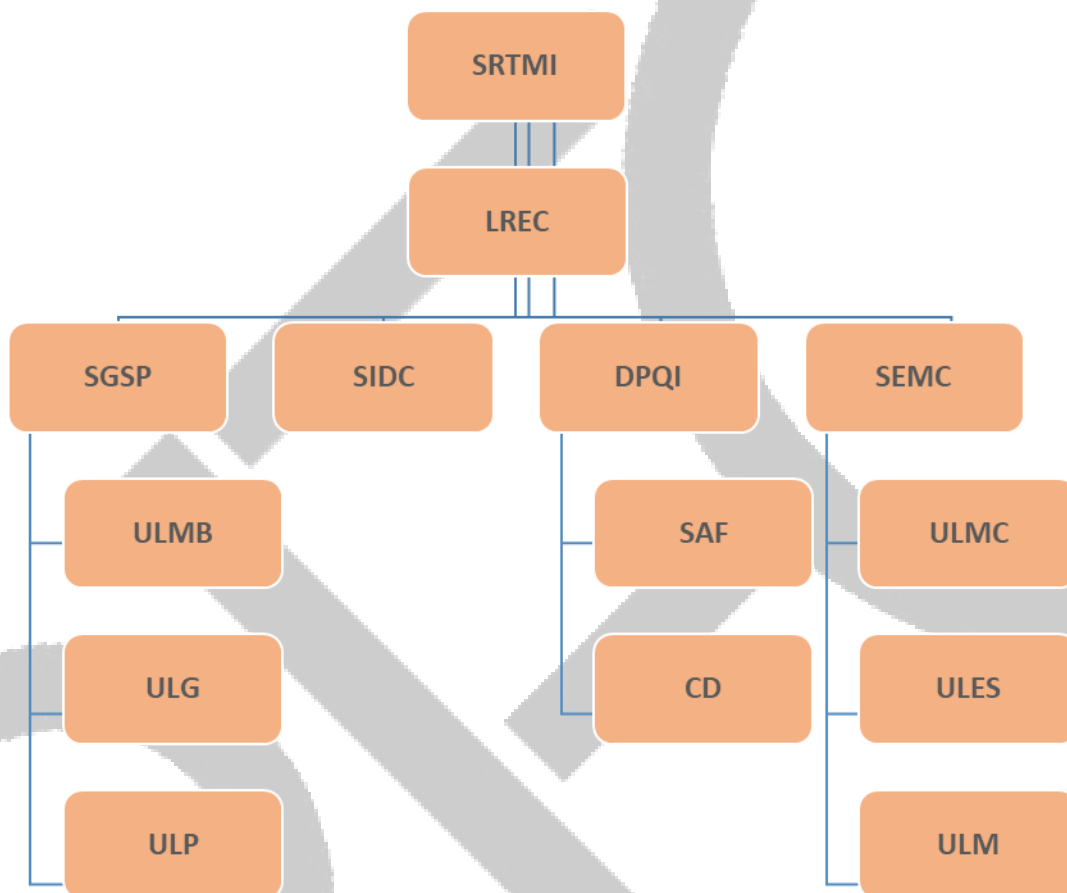 SRTMI
LREC
SGSP
SIDC
DPQI
SEMC
ULMB
SAF
ULMC
ULG
CD
ULES
ULP
ULM